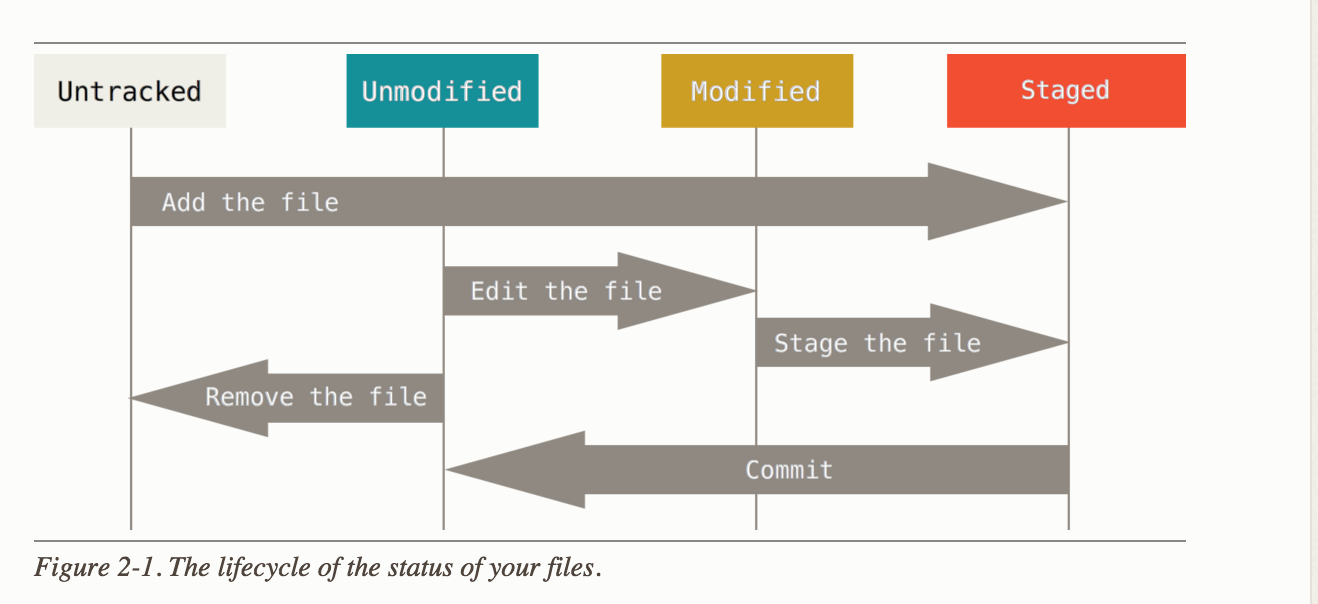 Untracked
Unmodified
Modified
Staged
Add the file
Edit the file
Stage the file
Remove the file
Commit
Figure 2-1. The lifecycle of the status of your files.